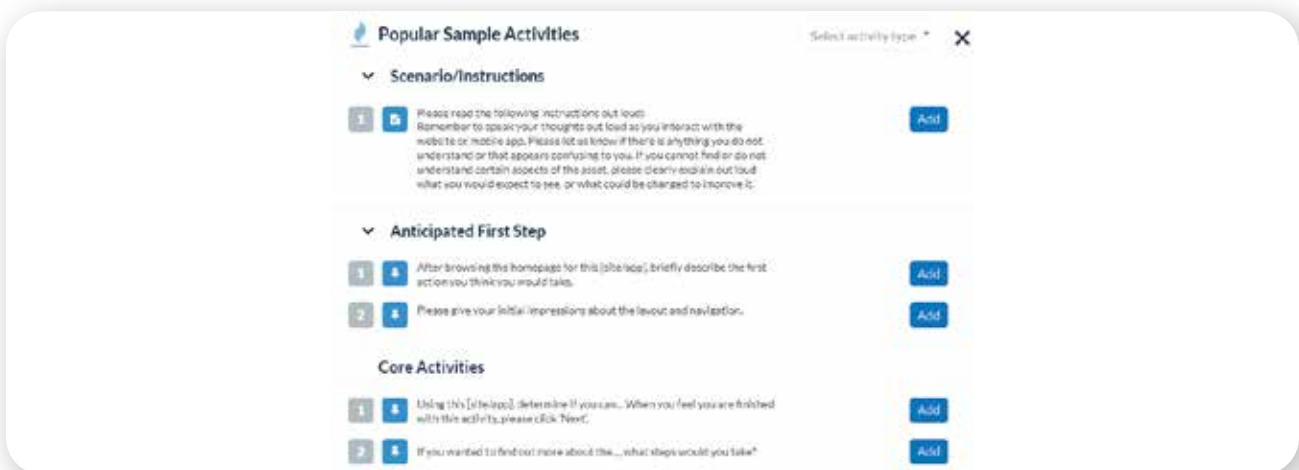 Popular Sample Activities
Select activity type
Scenario/Instructions
1
Please read the following instructions out loud:
Add
Remember to speak your thoughts out loud as you interact with the
website or mobile app. Please let us know if there is anything you do not
understand or that appears confusing to you. If you cannot find or do not
understand certain aspects of the asset, please clearly explain out loud
what you would expect to see, or what could be changed to improve it.
Anticipated First Step
1
After browsing the homepage for this [site/app], briefly describe the first
action you think you would take.
Add
2
Please give your initial impressions about the layout and navigation.
Add
Core Activities
1
Using this [site/app], determine if you can... When you feel you are finished
with this activity, please click 'Next'.
Add
2
If you wanted to find out more about the..., what steps would you take?
Add